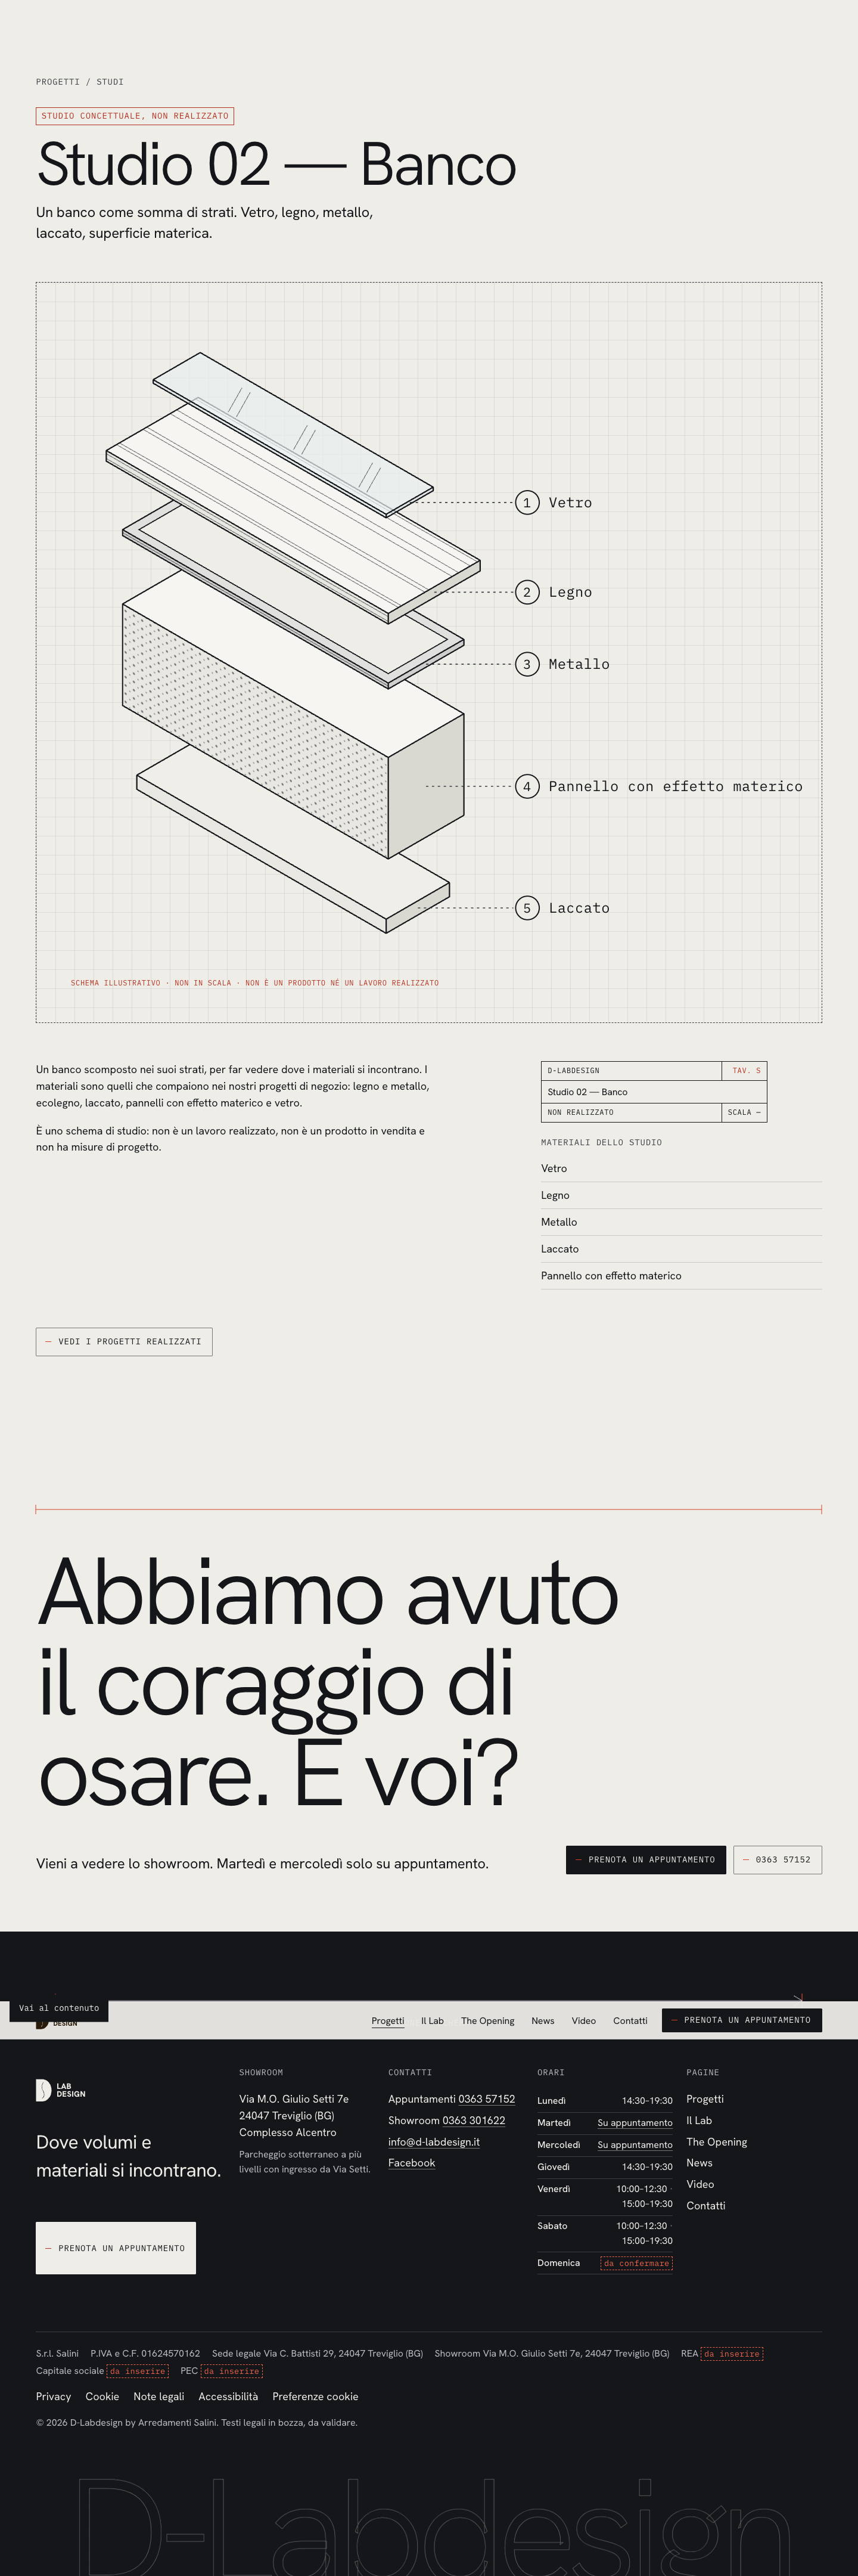 PROGETTI / STUDI
STUDIO CONCETTUALE, NON REALIZZATO
Studio 02 — Banco
Un banco come somma di strati. Vetro, legno, metallo,
laccato, superficie materica.
1 Vetro
2 Legno
3 Metallo
4 Pannello con effetto materico
5 Laccato
SCHEMA ILLUSTRATIVO · NON IN SCALA · NON È UN PRODOTTO NÉ UN LAVORO REALIZZATO
Un banco scomposto nei suoi strati, per far vedere dove i materiali si incontrano. I
materiali sono quelli che compaiono nei nostri progetti di negozio: legno e metallo,
ecolegno, laccato, pannelli con effetto materico e vetro.
È uno schema di studio: non è un lavoro realizzato, non è un prodotto in vendita e
non ha misure di progetto.
D-LABDESIGN TAV. S
Studio 02 — Banco
NON REALIZZATO SCALA —
MATERIALI DELLO STUDIO
Vetro
Legno
Metallo
Laccato
Pannello con effetto materico
— VEDI I PROGETTI REALIZZATI
Abbiamo avuto
il coraggio di
osare. E voi?
Vieni a vedere lo showroom. Martedì e mercoledì solo su appuntamento.
— PRENOTA UN APPUNTAMENTO
— 0363 57152
Vai al contenuto
DESIGN
Progetti Il Lab The Opening News Video Contatti — PRENOTA UN APPUNTAMENTO
LAB
DESIGN
Dove volumi e
materiali si incontrano.
— PRENOTA UN APPUNTAMENTO
SHOWROOM
Via M.O. Giulio Setti 7e
24047 Treviglio (BG)
Complesso Alcentro
Parcheggio sotterraneo a più
livelli con ingresso da Via Setti.
CONTATTI
Appuntamenti 0363 57152
Showroom 0363 301622
info@d-labdesign.it
Facebook
ORARI
Lunedì 14:30–19:30
Martedì Su appuntamento
Mercoledì Su appuntamento
Giovedì 14:30–19:30
Venerdì 10:00–12:30 ·
15:00–19:30
Sabato 10:00–12:30 ·
15:00–19:30
Domenica da confermare
PAGINE
Progetti
Il Lab
The Opening
News
Video
Contatti
S.r.l. Salini P.IVA e C.F. 01624570162 Sede legale Via C. Battisti 29, 24047 Treviglio (BG) Showroom Via M.O. Giulio Setti 7e, 24047 Treviglio (BG) REA da inserire
Capitale sociale da inserire PEC da inserire
Privacy Cookie Note legali Accessibilità Preferenze cookie
© 2026 D-Labdesign by Arredamenti Salini. Testi legali in bozza, da validare.
D-Labdesign